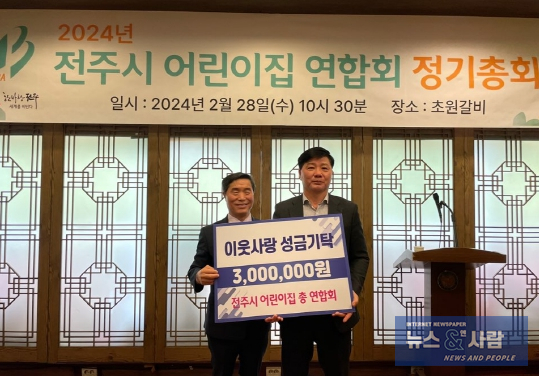 2024년
전주시 어린이집 연합회 정기총회
일시 : 2024년 2월 28일(수) 10시 30분 장소 : 초원갈비
이웃사랑 성금기탁
3,000,000원
전주시 어린이집 총 연합회
INTERNET NEWSPAPER
뉴스&앤사람
NEWS AND PEOPLE